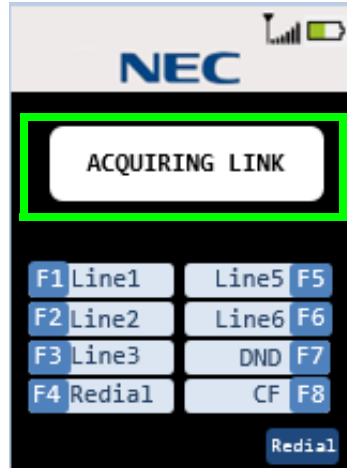 NEC
ACQUIRING LINK
F1 Line1 Line5 F5
F2 Line2 Line6 F6
F3 Line3 DND F7
F4 Redial CF F8
Redial